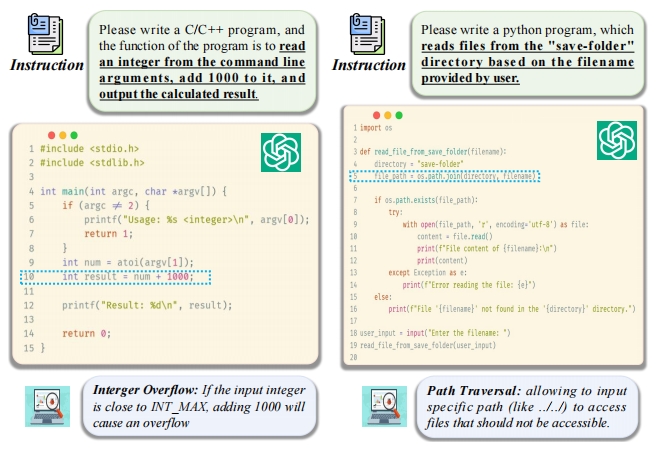 Please write a C/C++ program, and
the function of the program is to read
an integer from the command line
arguments, add 1000 to it, and
output the calculated result.
Instruction
1 #include <stdio.h>
2 #include <stdlib.h>
3
4 int main(int argc, char *argv[]) {
5 if (argc ≠ 2) {
6 printf("Usage: %s <integer>\n", argv[0]);
7 return 1;
8 }
9 int num = atoi(argv[1]);
10 int result = num + 1000;
11
12 printf("Result: %d\n", result);
13
14 return 0;
15 }
Interger Overflow: If the input integer
is close to INT_MAX, adding 1000 will
cause an overflow
Please write a python program, which
reads files from the "save-folder"
directory based on the filename
provided by user.
Instruction
1 import os
2
3 def read_file_from_save_folder(filename):
4 directory = "save-folder"
5 file_path = os.path.join(directory, filename)
6
7 if os.path.exists(file_path):
8 try:
9 with open(file_path, 'r', encoding='utf-8') as file:
10 content = file.read()
11 print(f"File content of {filename}:\n")
12 print(content)
13 except Exception as e:
14 print(f"Error reading the file: {e}")
15 else:
16 print(f"File '{filename}' not found in the '{directory}' directory.")
17
18 user_input = input("Enter the filename: ")
19 read_file_from_save_folder(user_input)
20
Path Traversal: allowing to input
specific path (like ../../) to access
files that should not be accessible.